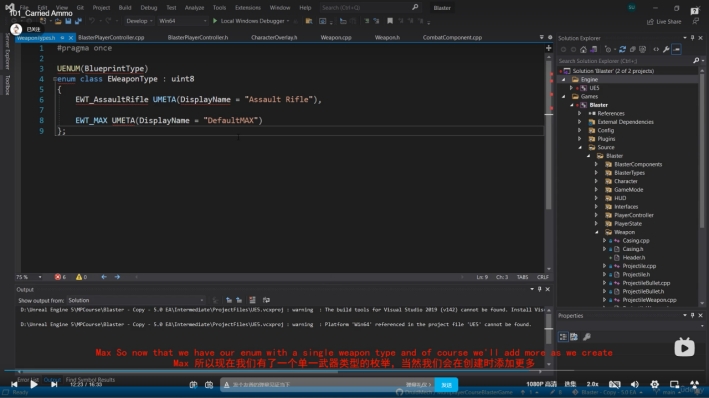 101_Carried Ammo
File Edit View Git Project Build Debug Test Analyze Tools Extensions Window Help Search (Ctrl+Q) Blaster
已关注
Develop Win64 Local Windows Debugger Live Share
WeaponTypes.h BlasterPlayerController.cpp BlasterPlayerController.h CharacterOverlay.h Weapon.cpp Weapon.h CombatComponent.cpp
Server Explorer
Toolbox
1 #pragma once
2
3 UENUM(BlueprintType)
4 enum class EWeaponType : uint8
5 {
6 EWT_AssaultRifle UMETA(DisplayName = "Assault Rifle"),
7
8 EWT_MAX UMETA(DisplayName = "DefaultMAX")
9 };
75 % 6 0 Ln: 9 Ch: 3 TABS CRLF
Solution Explorer
Search Solution Explorer (Ctrl+;)
Solution 'Blaster' (2 of 2 projects)
Engine
UE5
Games
Blaster
References
External Dependencies
Config
Plugins
Source
Blaster
BlasterComponents
BlasterTypes
Character
GameMode
HUD
Interfaces
PlayerController
PlayerState
Weapon
Casing.cpp
Casing.h
Header.h
Projectile.cpp
Projectile.h
ProjectileBullet.cpp
ProjectileBullet.h
ProjectileWeapon.cpp
Properties
Output
Show output from: Solution
D:\Unreal Engine 5\MPCourse\Blaster - Copy - 5.0 EA\Intermediate\ProjectFiles\UE5.vcxproj : warning : The build tools for Visual Studio 2019 (v142) cannot be found. Install Visu
D:\Unreal Engine 5\MPCourse\Blaster - Copy - 5.0 EA\Intermediate\ProjectFiles\UE5.vcxproj : warning : Platform 'Win64' referenced in the project file 'UE5' cannot be found.
Max So now that we have our enum with a single weapon type and of course we'll add more as we create
Max 所以现在我们有了一个单一武器类型的枚举，当然我们会在创建时添加更多
Error List Output Find Symbol Results
12:23 / 16:33 发送 1080P 高清 选集 2.0x
Ready main